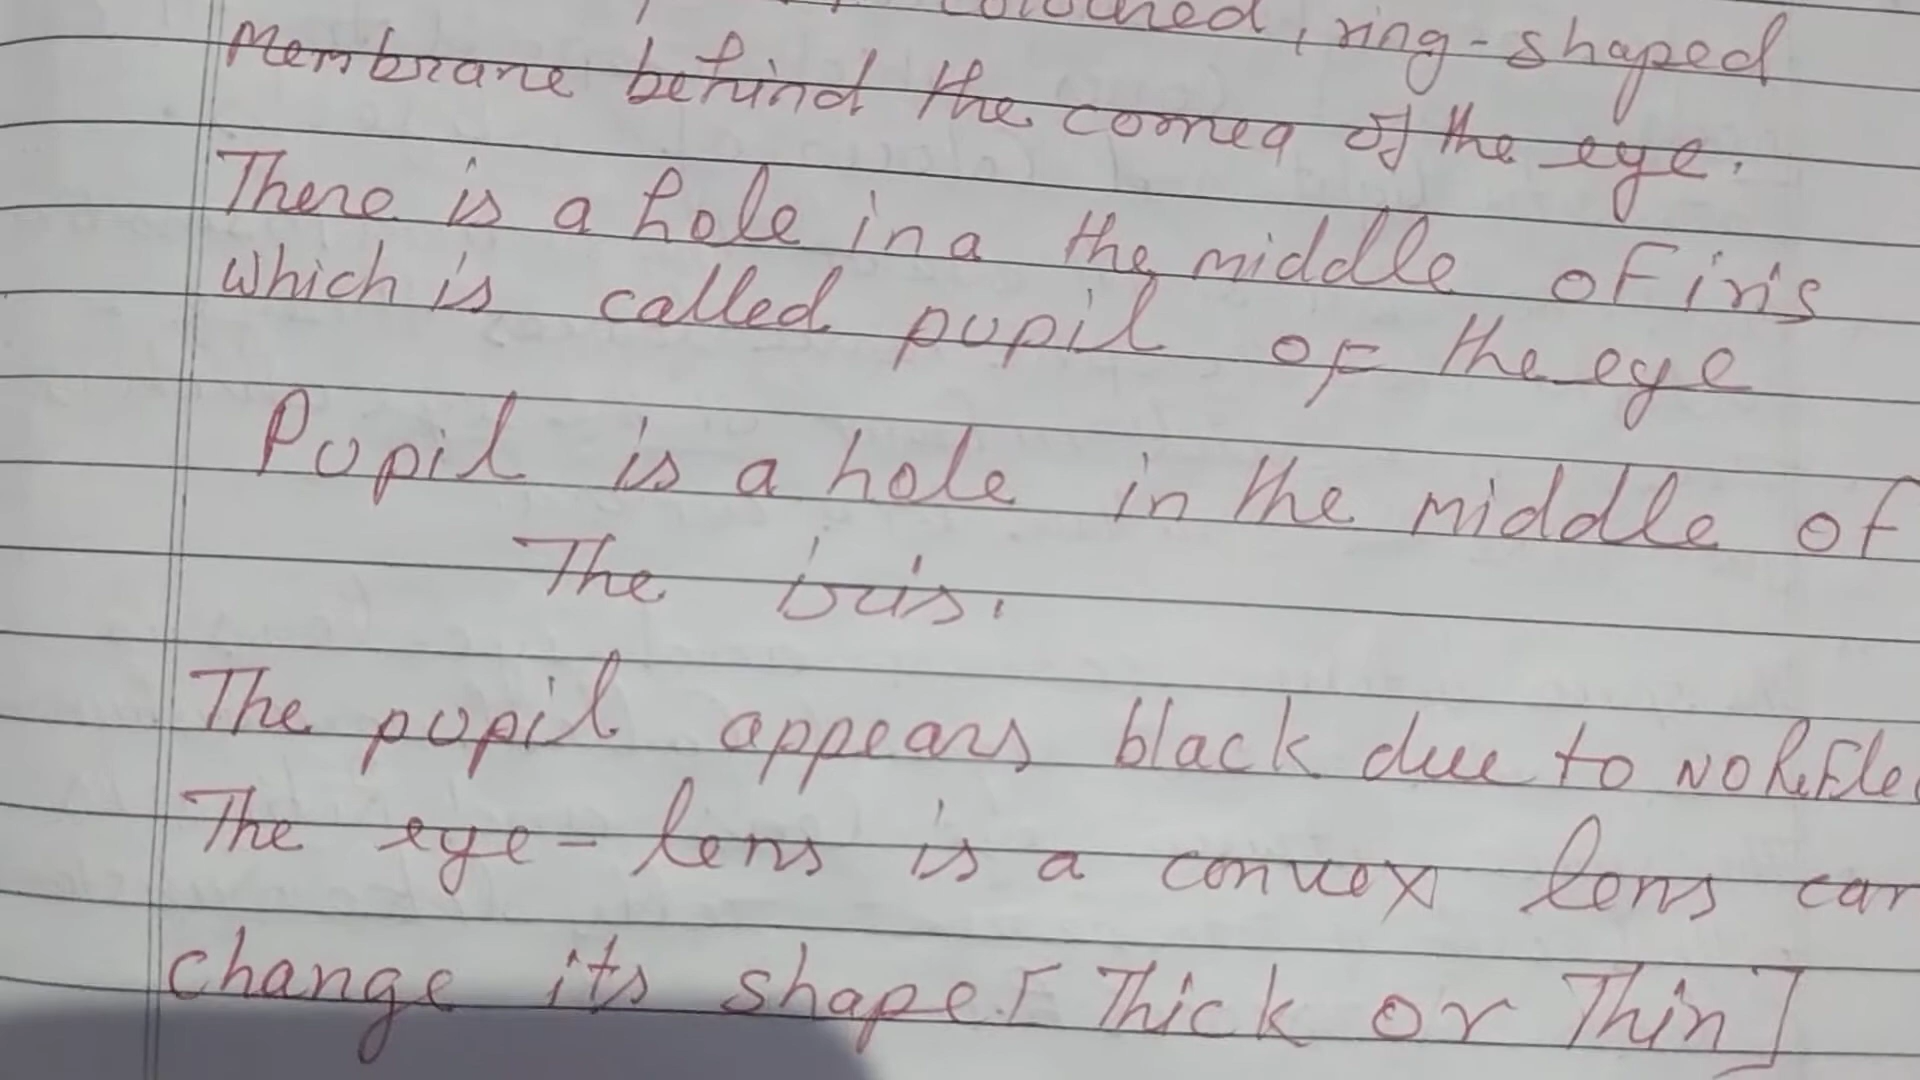 coloured, ring-shaped
Membrane behind the cornea of the eye.
There is a hole in a the middle of iris
which is called pupil of the eye
Pupil is a hole in the middle of
The iris.
The pupil appears black due to no
The eye-lens is a convex lens can
change its shape [Thick or Thin]